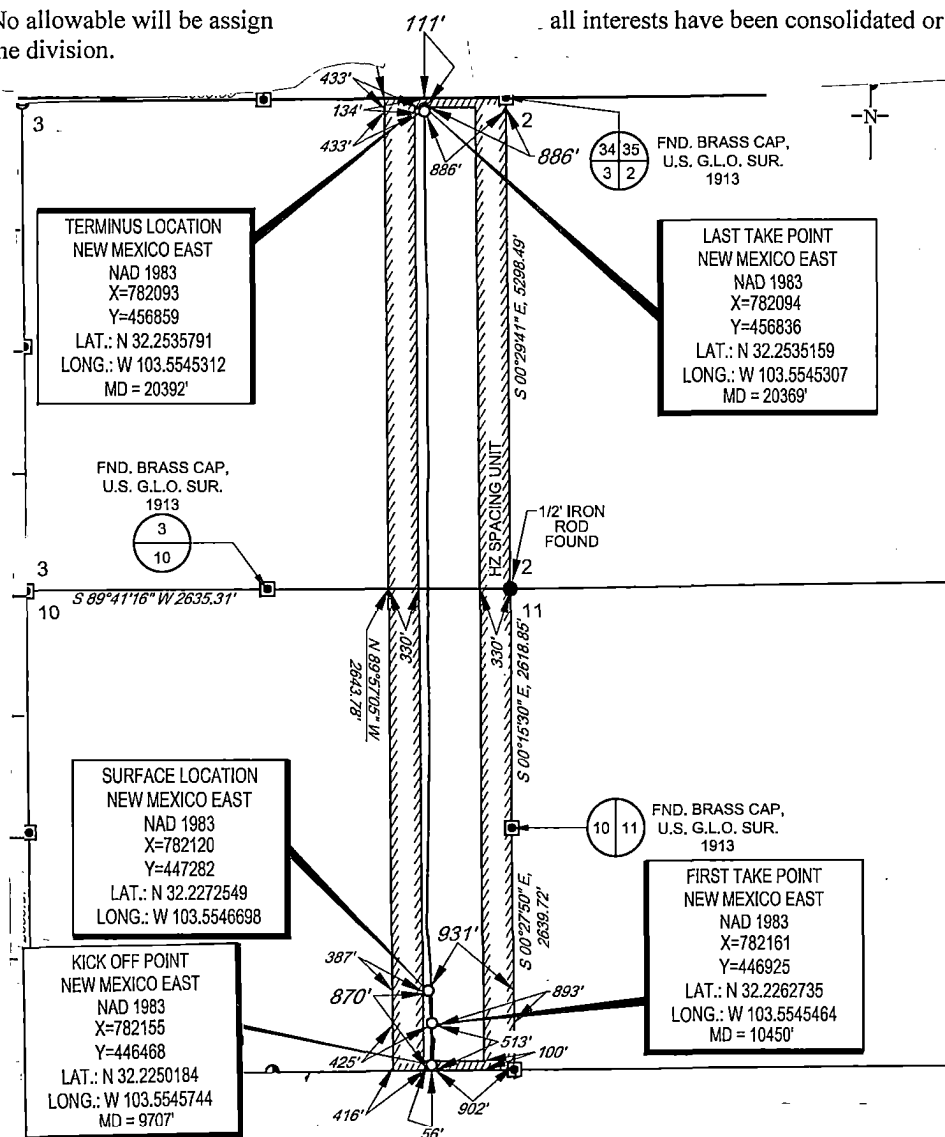 No allowable will be assign
all interests have been consolidated or
he division.
111'
433'
134'
433'
3
2
886'
886'
-N-
34 35
3 2
FND. BRASS CAP,
U.S. G.L.O. SUR.
1913
TERMINUS LOCATION
NEW MEXICO EAST
NAD 1983
X=782093
Y=456859
LAT.: N 32.2535791
LONG.: W 103.5545312
MD = 20392'
LAST TAKE POINT
NEW MEXICO EAST
NAD 1983
X=782094
Y=456836
LAT.: N 32.2535159
LONG.: W 103.5545307
MD = 20369'
S 00°29'41" E, 5298.49'
HZ SPACING UNIT
FND. BRASS CAP,
U.S. G.L.O. SUR.
1913
3
10
1/2' IRON
ROD
FOUND
3
10
2
11
S 89°41'16" W 2635.31'
N 89°57'05" W
2643.78'
330'
330'
S 00°15'30" E, 2618.85'
SURFACE LOCATION
NEW MEXICO EAST
NAD 1983
X=782120
Y=447282
LAT.: N 32.2272549
LONG.: W 103.5546698
10 11
FND. BRASS CAP,
U.S. G.L.O. SUR.
1913
S 00°27'50" E,
2639.72'
FIRST TAKE POINT
NEW MEXICO EAST
NAD 1983
X=782161
Y=446925
LAT.: N 32.2262735
LONG.: W 103.5545464
MD = 10450'
KICK OFF POINT
NEW MEXICO EAST
NAD 1983
X=782155
Y=446468
LAT.: N 32.2250184
LONG.: W 103.5545744
MD = 9707'
931'
387'
870'
893'
513'
425'
100'
416'
902'
56'